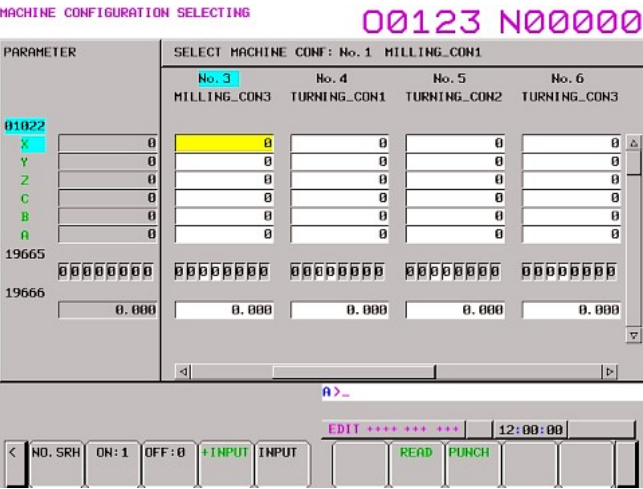 MACHINE CONFIGURATION SELECTING
O0123 N00000
PARAMETER
SELECT MACHINE CONF: No.1 MILLING_CON1
No.3 No.4 No.5 No.6
MILLING_CON3 TURNING_CON1 TURNING_CON2 TURNING_CON3
01022
X 0 0 0 0 0
Y 0 0 0 0 0
Z 0 0 0 0 0
C 0 0 0 0 0
B 0 0 0 0 0
A 0 0 0 0 0
19665
00000000 00000000 00000000 00000000 00000000
19666
0.000 0.000 0.000 0.000 0.000
A>_
EDIT ++++ +++ +++ 12:00:00
< NO.SRH ON:1 OFF:0 +INPUT INPUT READ PUNCH